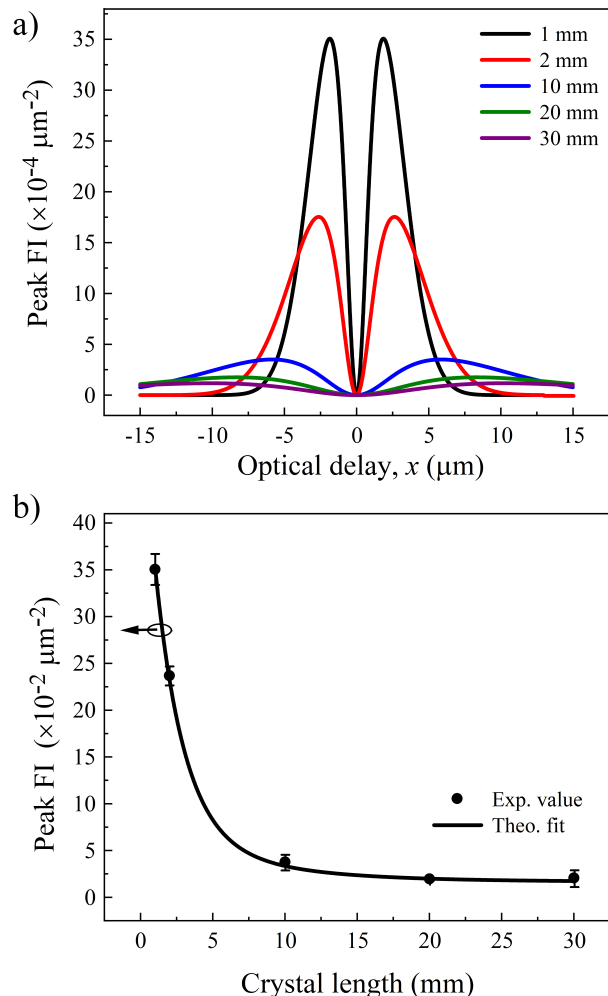 a)
1 mm
2 mm
10 mm
20 mm
30 mm
Peak FI (×10⁻⁴ μm⁻²)
35
30
25
20
15
10
5
0
-15 -10 -5 0 5 10 15
Optical delay, x (μm)
b)
Peak FI (×10⁻² μm⁻²)
40
35
30
25
20
15
10
5
0
Exp. value
Theo. fit
0 5 10 15 20 25 30
Crystal length (mm)